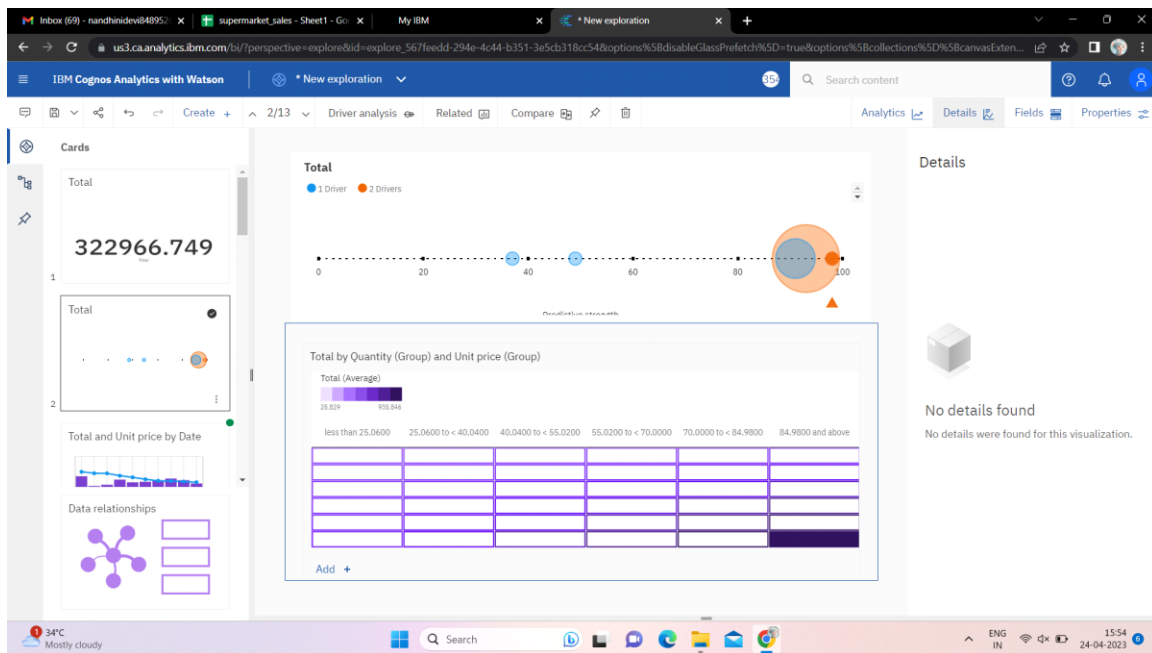 Inbox (69) - nandhinidevi848952
supermarket_sales - Sheet1 - Goo
My IBM
* New exploration
us3.ca.analytics.ibm.com/bi/?perspective=explore&id=explore_567feedd-294e-4c44-b351-3e5cb318cc54&options%5BdisableGlassPrefetch%5D=true&options%5Bcollections%5D%5BcanvasExten...
IBM Cognos Analytics with Watson
* New exploration
354
Search content
Create +
2/13
Driver analysis
Related
Compare
Analytics
Details
Fields
Properties
Cards
Total
322966.749
1
Total
2
Total and Unit price by Date
Data relationships
Total
1 Driver 2 Drivers
0 20 40 60 80 100
Predictive strength
Total by Quantity (Group) and Unit price (Group)
Total (Average)
25.829 935.846
less than 25.0600 25.0600 to < 40.0400 40.0400 to < 55.0200 55.0200 to < 70.0000 70.0000 to < 84.9800 84.9800 and above
Add +
Details
No details found
No details were found for this visualization.
1
34°C
Mostly cloudy
Search
ENG
IN
15:54
24-04-2023
6